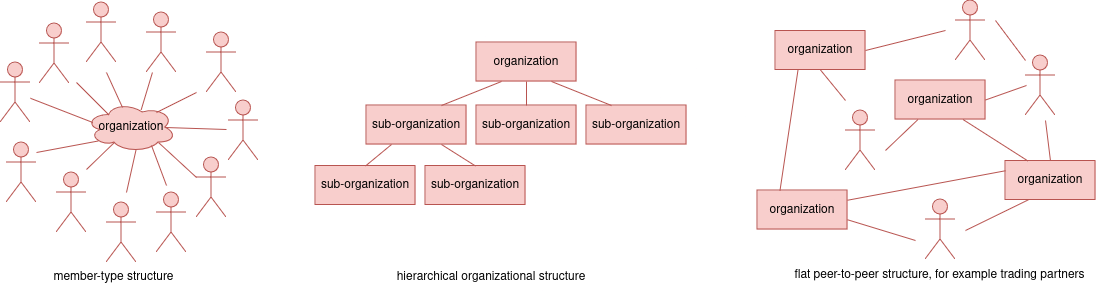 organization
member-type structure
organization
sub-organization
sub-organization
sub-organization
sub-organization
sub-organization
hierarchical organizational structure
organization
organization
organization
organization
flat peer-to-peer structure, for example trading partners